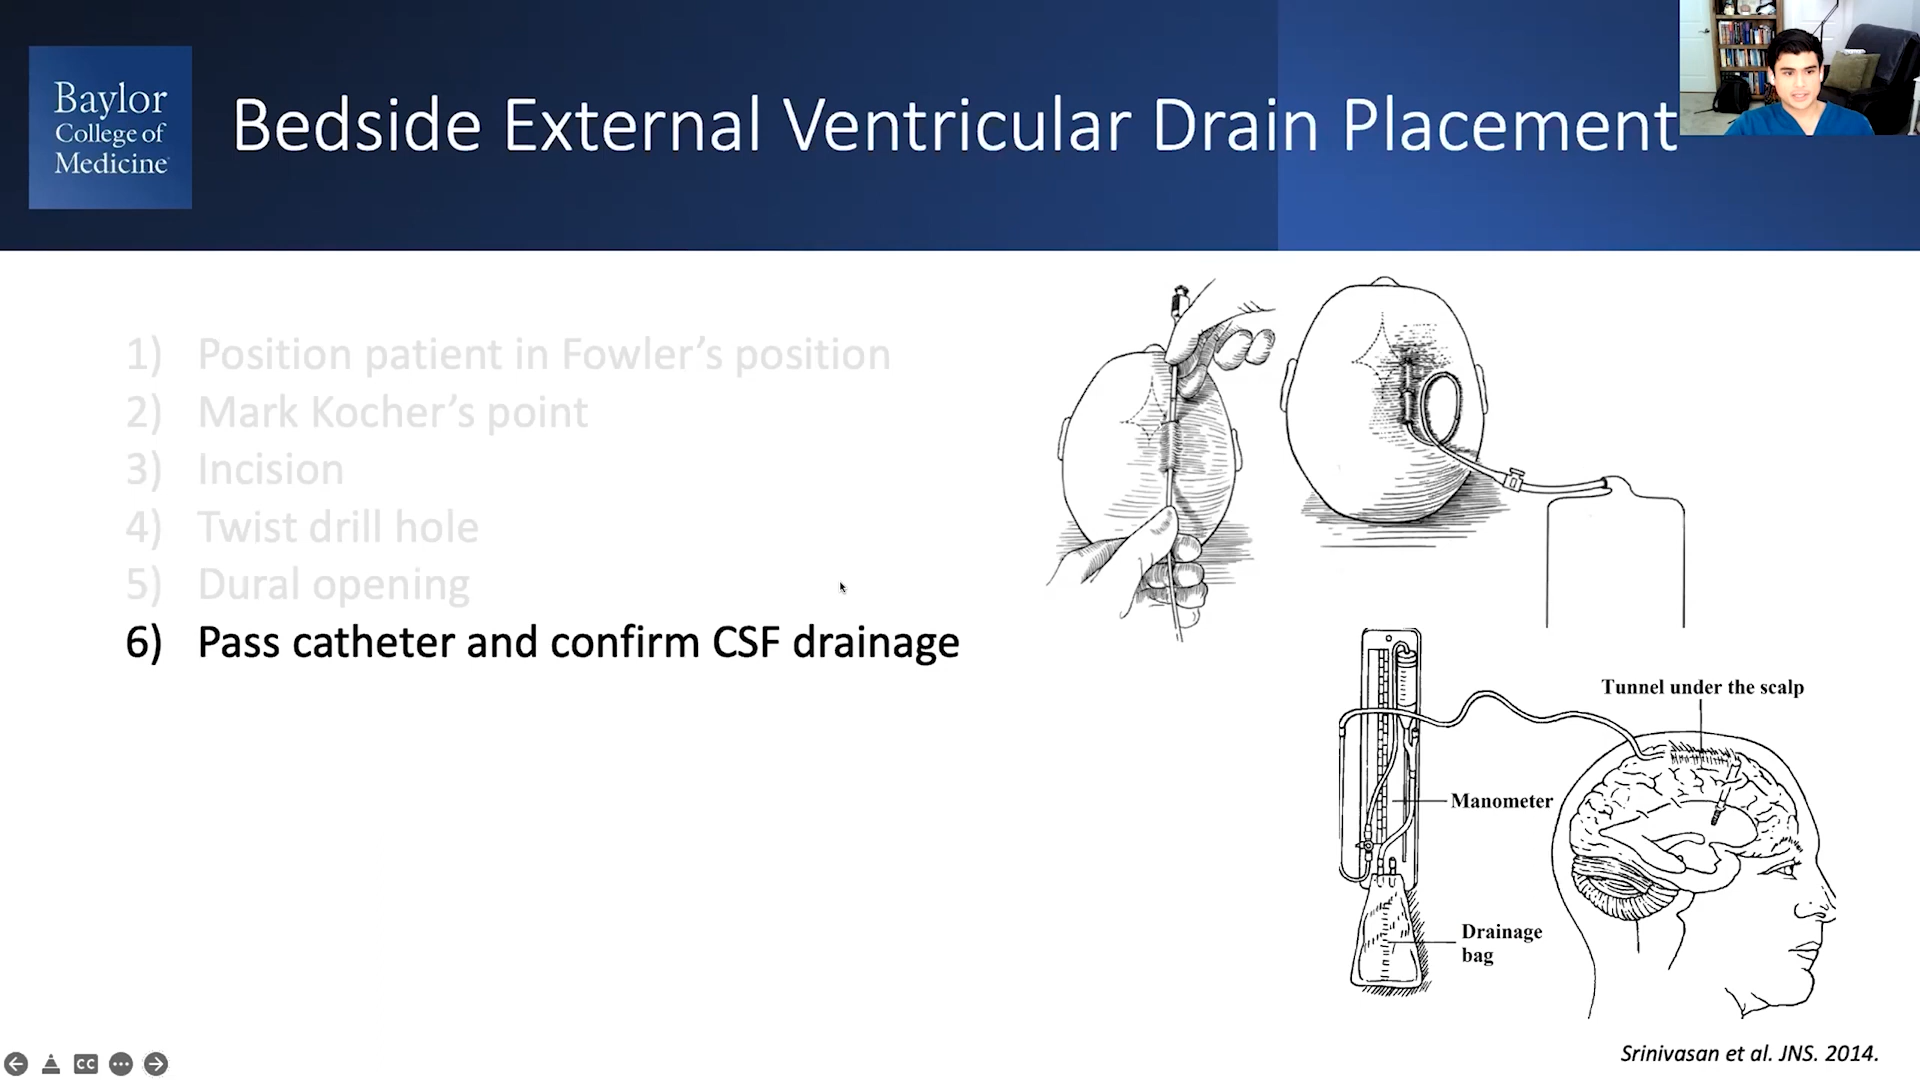 Baylor
College of
Medicine
Bedside External Ventricular Drain Placement
1) Position patient in Fowler’s position
2) Mark Kocher’s point
3) Incision
4) Twist drill hole
5) Dural opening
6) Pass catheter and confirm CSF drainage
Tunnel under the scalp
Manometer
Drainage
bag
Srinivasan et al. JNS. 2014.
CC